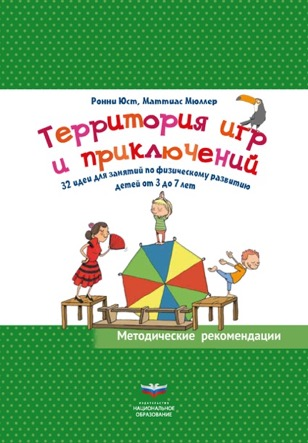 Ронни Юст, Маттиас Мюллер
Территория игр
и приключений
32 идеи для занятий по физическому развитию
детей от 3 до 7 лет
Методические рекомендации
ИЗДАТЕЛЬСТВО
НАЦИОНАЛЬНОЕ
ОБРАЗОВАНИЕ